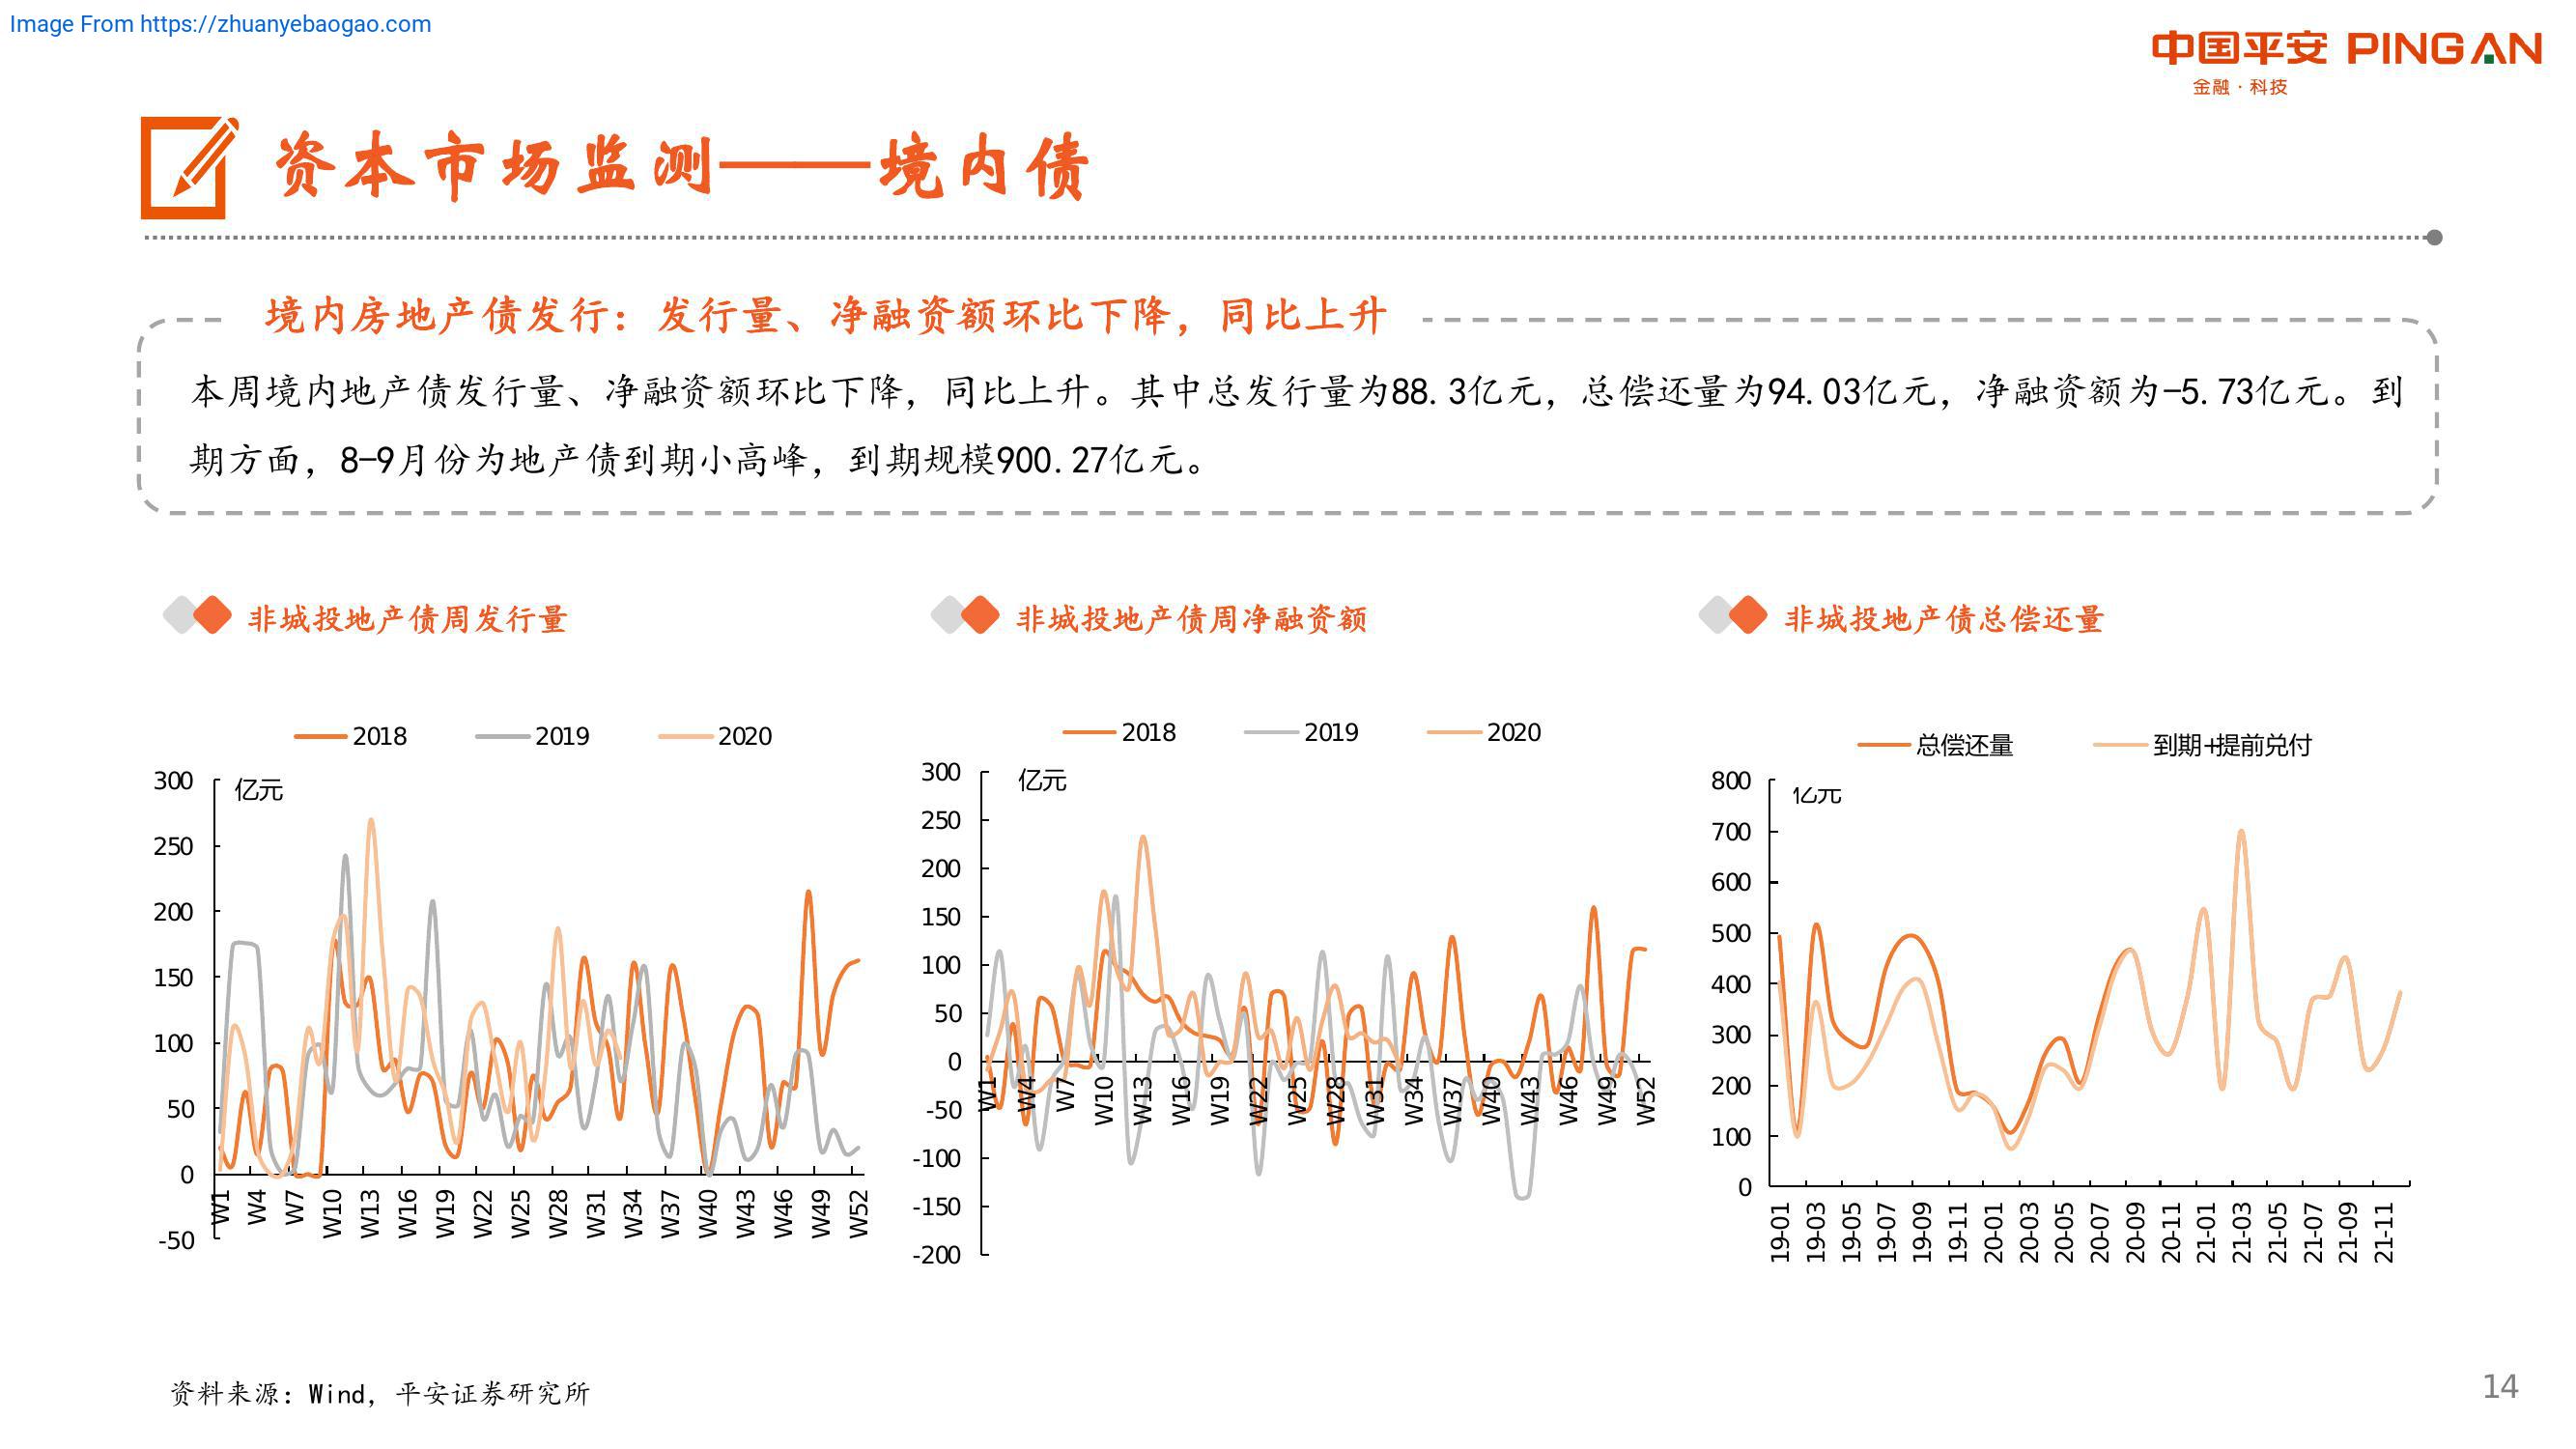 Image From https://zhuanyebaogao.com
中国平安 PINGAN
金融·科技
资本市场监测——境内债
境内房地产债发行：发行量、净融资额环比下降，同比上升
本周境内地产债发行量、净融资额环比下降，同比上升。其中总发行量为88.3亿元，总偿还量为94.03亿元，净融资额为-5.73亿元。到
期方面，8-9月份为地产债到期小高峰，到期规模900.27亿元。
非城投地产债周发行量
2018 2019 2020
亿元
300
250
200
150
100
50
0
-50
W1 W4 W7 W10 W13 W16 W19 W22 W25 W28 W31 W34 W37 W40 W43 W46 W49 W52
非城投地产债周净融资额
2018 2019 2020
亿元
300
250
200
150
100
50
0
-50
-100
-150
-200
W1 W4 W7 W10 W13 W16 W19 W22 W25 W28 W31 W34 W37 W40 W43 W46 W49 W52
非城投地产债总偿还量
总偿还量 到期+提前兑付
亿元
800
700
600
500
400
300
200
100
0
19-01 19-03 19-05 19-07 19-09 19-11 20-01 20-03 20-05 20-07 20-09 20-11 21-01 21-03 21-05 21-07 21-09 21-11
资料来源：Wind，平安证券研究所
14